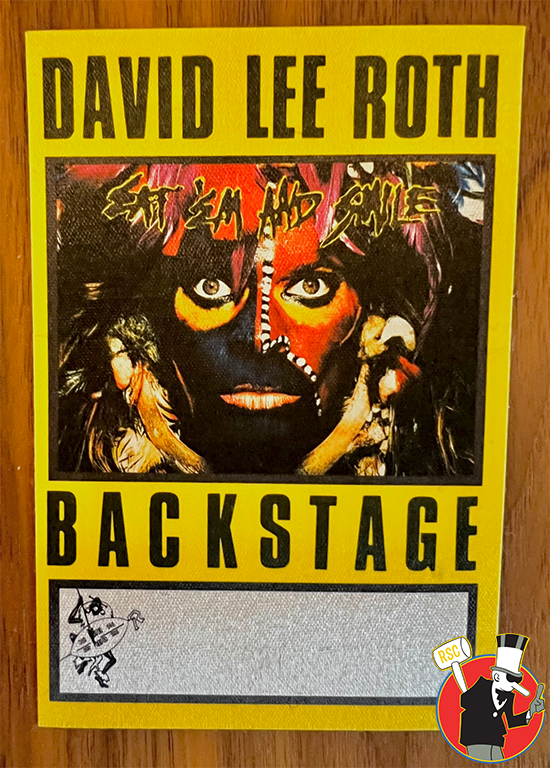 DAVID LEE ROTH
EAT 'EM AND SMILE
BACKSTAGE
RSC